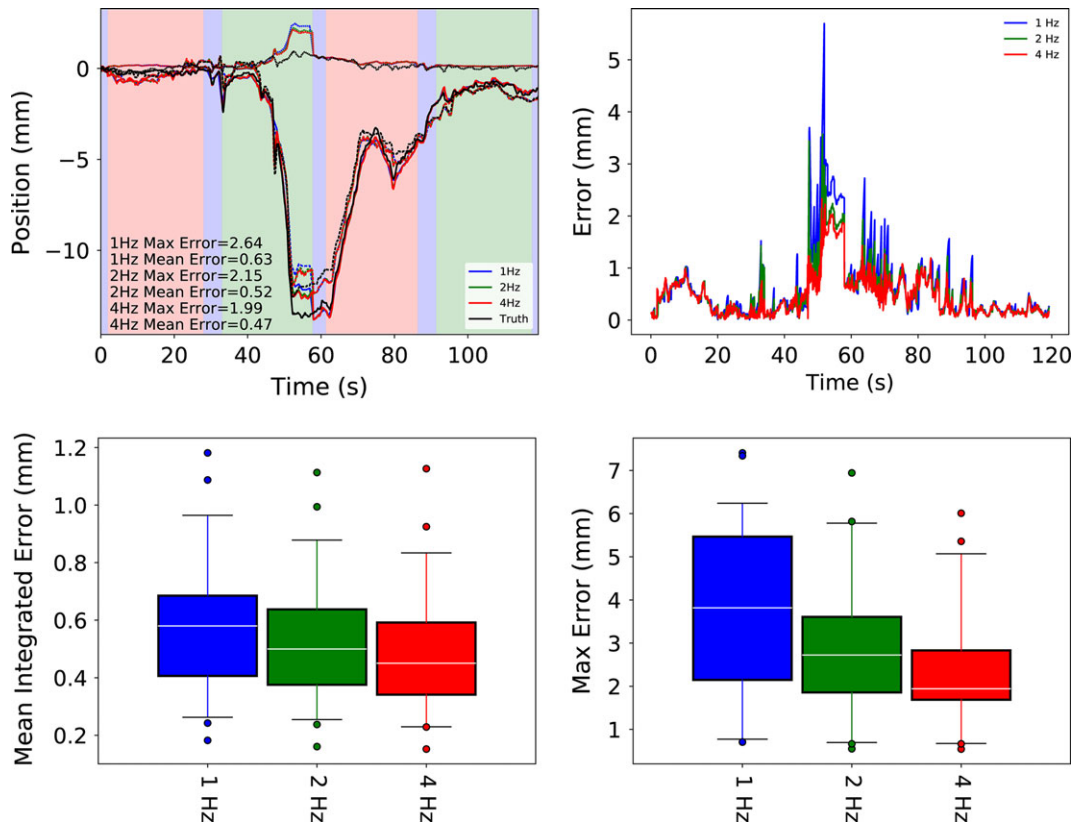 Position (mm)
0
−5
−10
1Hz Max Error=2.64
1Hz Mean Error=0.63
2Hz Max Error=2.15
2Hz Mean Error=0.52
4Hz Max Error=1.99
4Hz Mean Error=0.47
1Hz
2Hz
4Hz
Truth
0 20 40 60 80 100
Time (s)
Error (mm)
5
4
3
2
1
0
1 Hz
2 Hz
4 Hz
0 20 40 60 80 100 120
Time (s)
Mean Integrated Error (mm)
1.2
1.0
0.8
0.6
0.4
0.2
1 Hz
2 Hz
4 Hz
Max Error (mm)
7
6
5
4
3
2
1
1 Hz
2 Hz
4 Hz